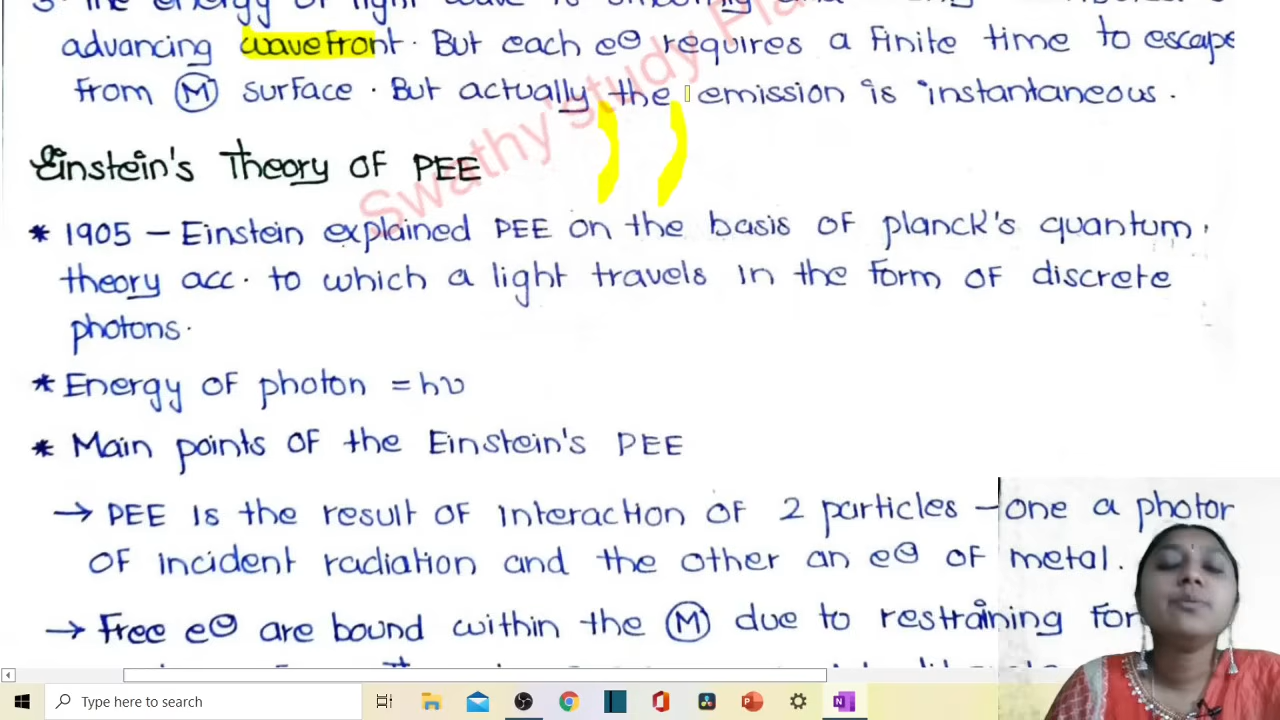 advancing wavefront. But each e⊖ requires a finite time to escape
from Ⓜ surface. But actually the emission is instantaneous.
Einstein's Theory of PEE
* 1905 – Einstein explained PEE on the basis of planck's quantum
theory acc. to which a light travels in the form of discrete
photons.
* Energy of photon = hν
* Main points of the Einstein's PEE
→ PEE is the result of interaction of 2 particles – one a photon
of incident radiation and the other an e⊖ of metal.
→ Free e⊖ are bound within the Ⓜ due to restraining for
Swathy's study
Type here to search